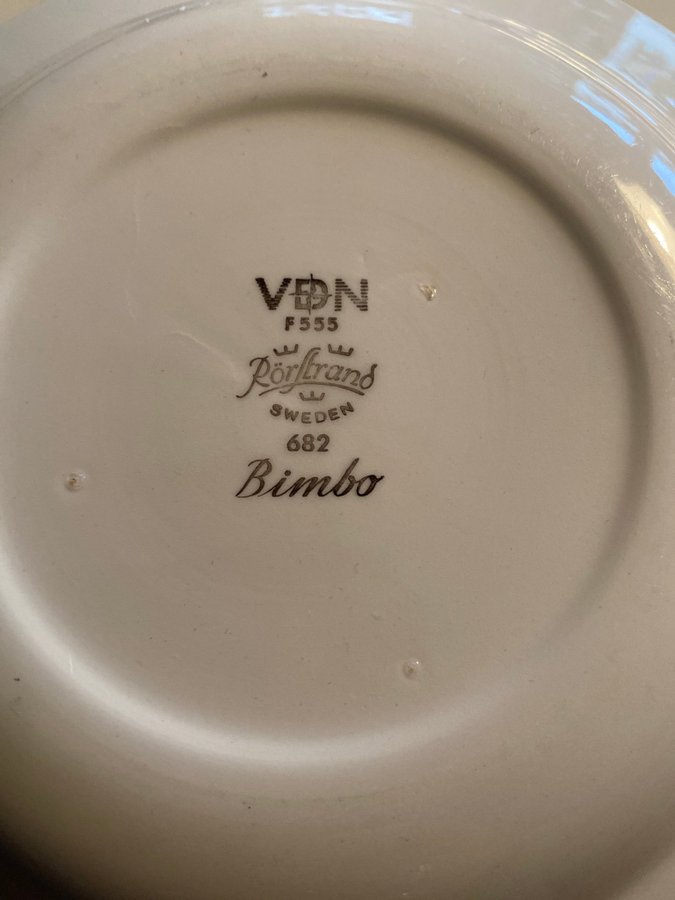 VDN
F555
Rörstrand
SWEDEN
682
Bimbo